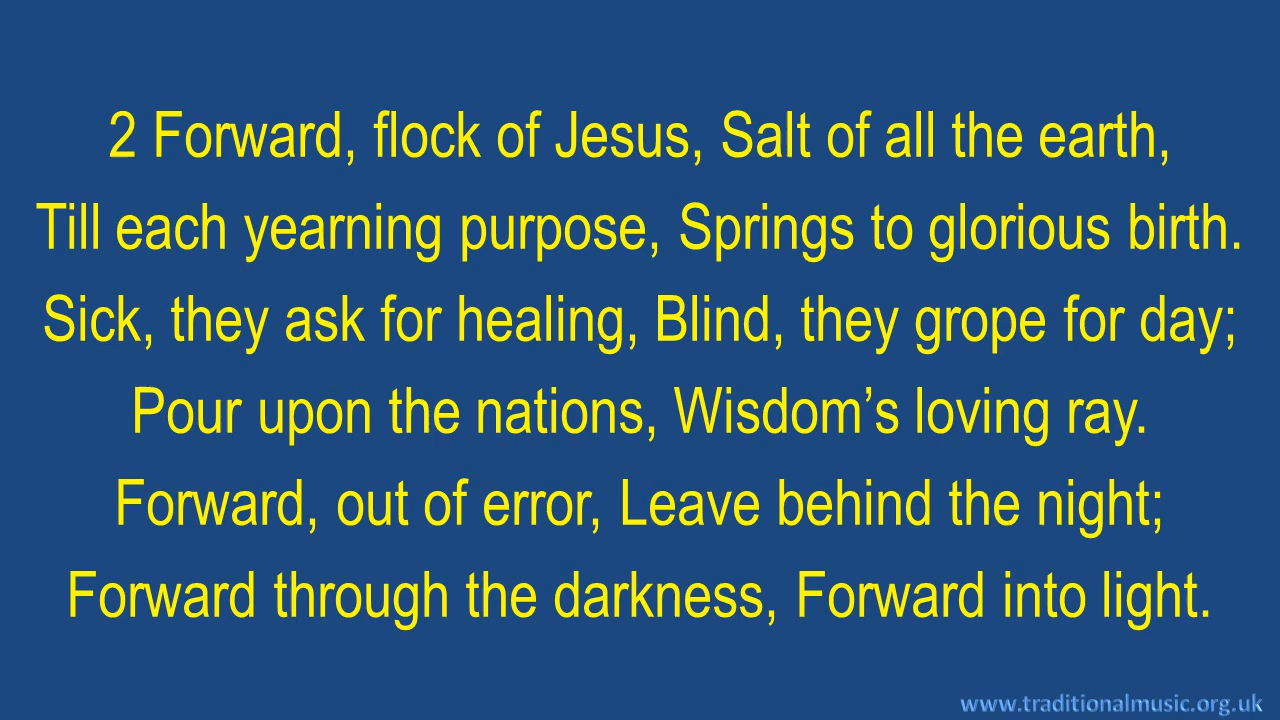 2 Forward, flock of Jesus, Salt of all the earth,
Till each yearning purpose, Springs to glorious birth.
Sick, they ask for healing, Blind, they grope for day;
Pour upon the nations, Wisdom’s loving ray.
Forward, out of error, Leave behind the night;
Forward through the darkness, Forward into light.
www.traditionalmusic.org.uk